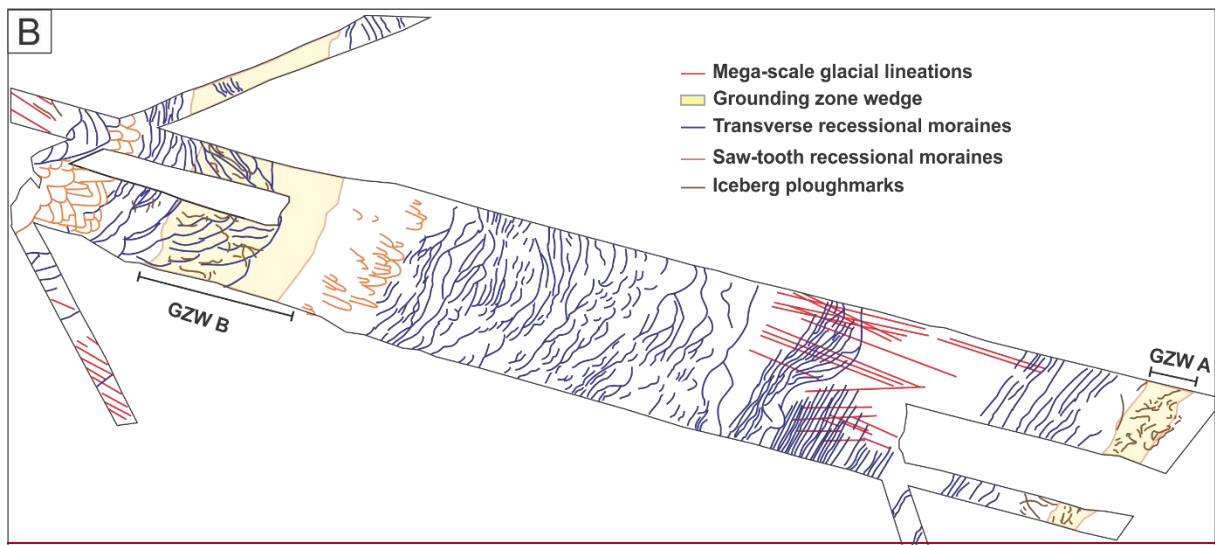 B
Mega-scale glacial lineations
Grounding zone wedge
Transverse recessional moraines
Saw-tooth recessional moraines
Iceberg ploughmarks
GZW B
GZW A